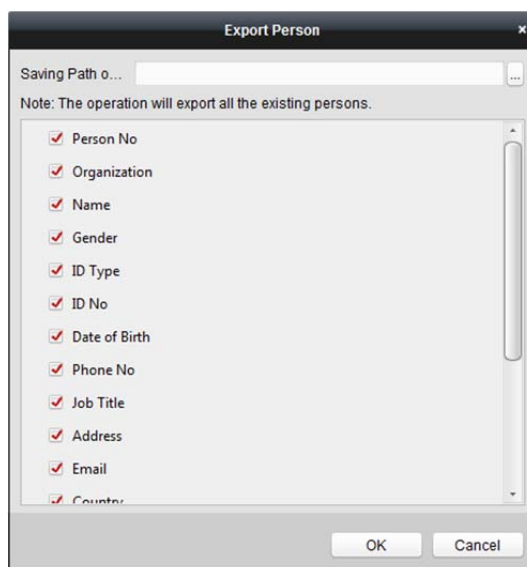 Export Person
×
Saving Path o...
...
Note: The operation will export all the existing persons.
Person No
Organization
Name
Gender
ID Type
ID No
Date of Birth
Phone No
Job Title
Address
Email
Country
OK
Cancel